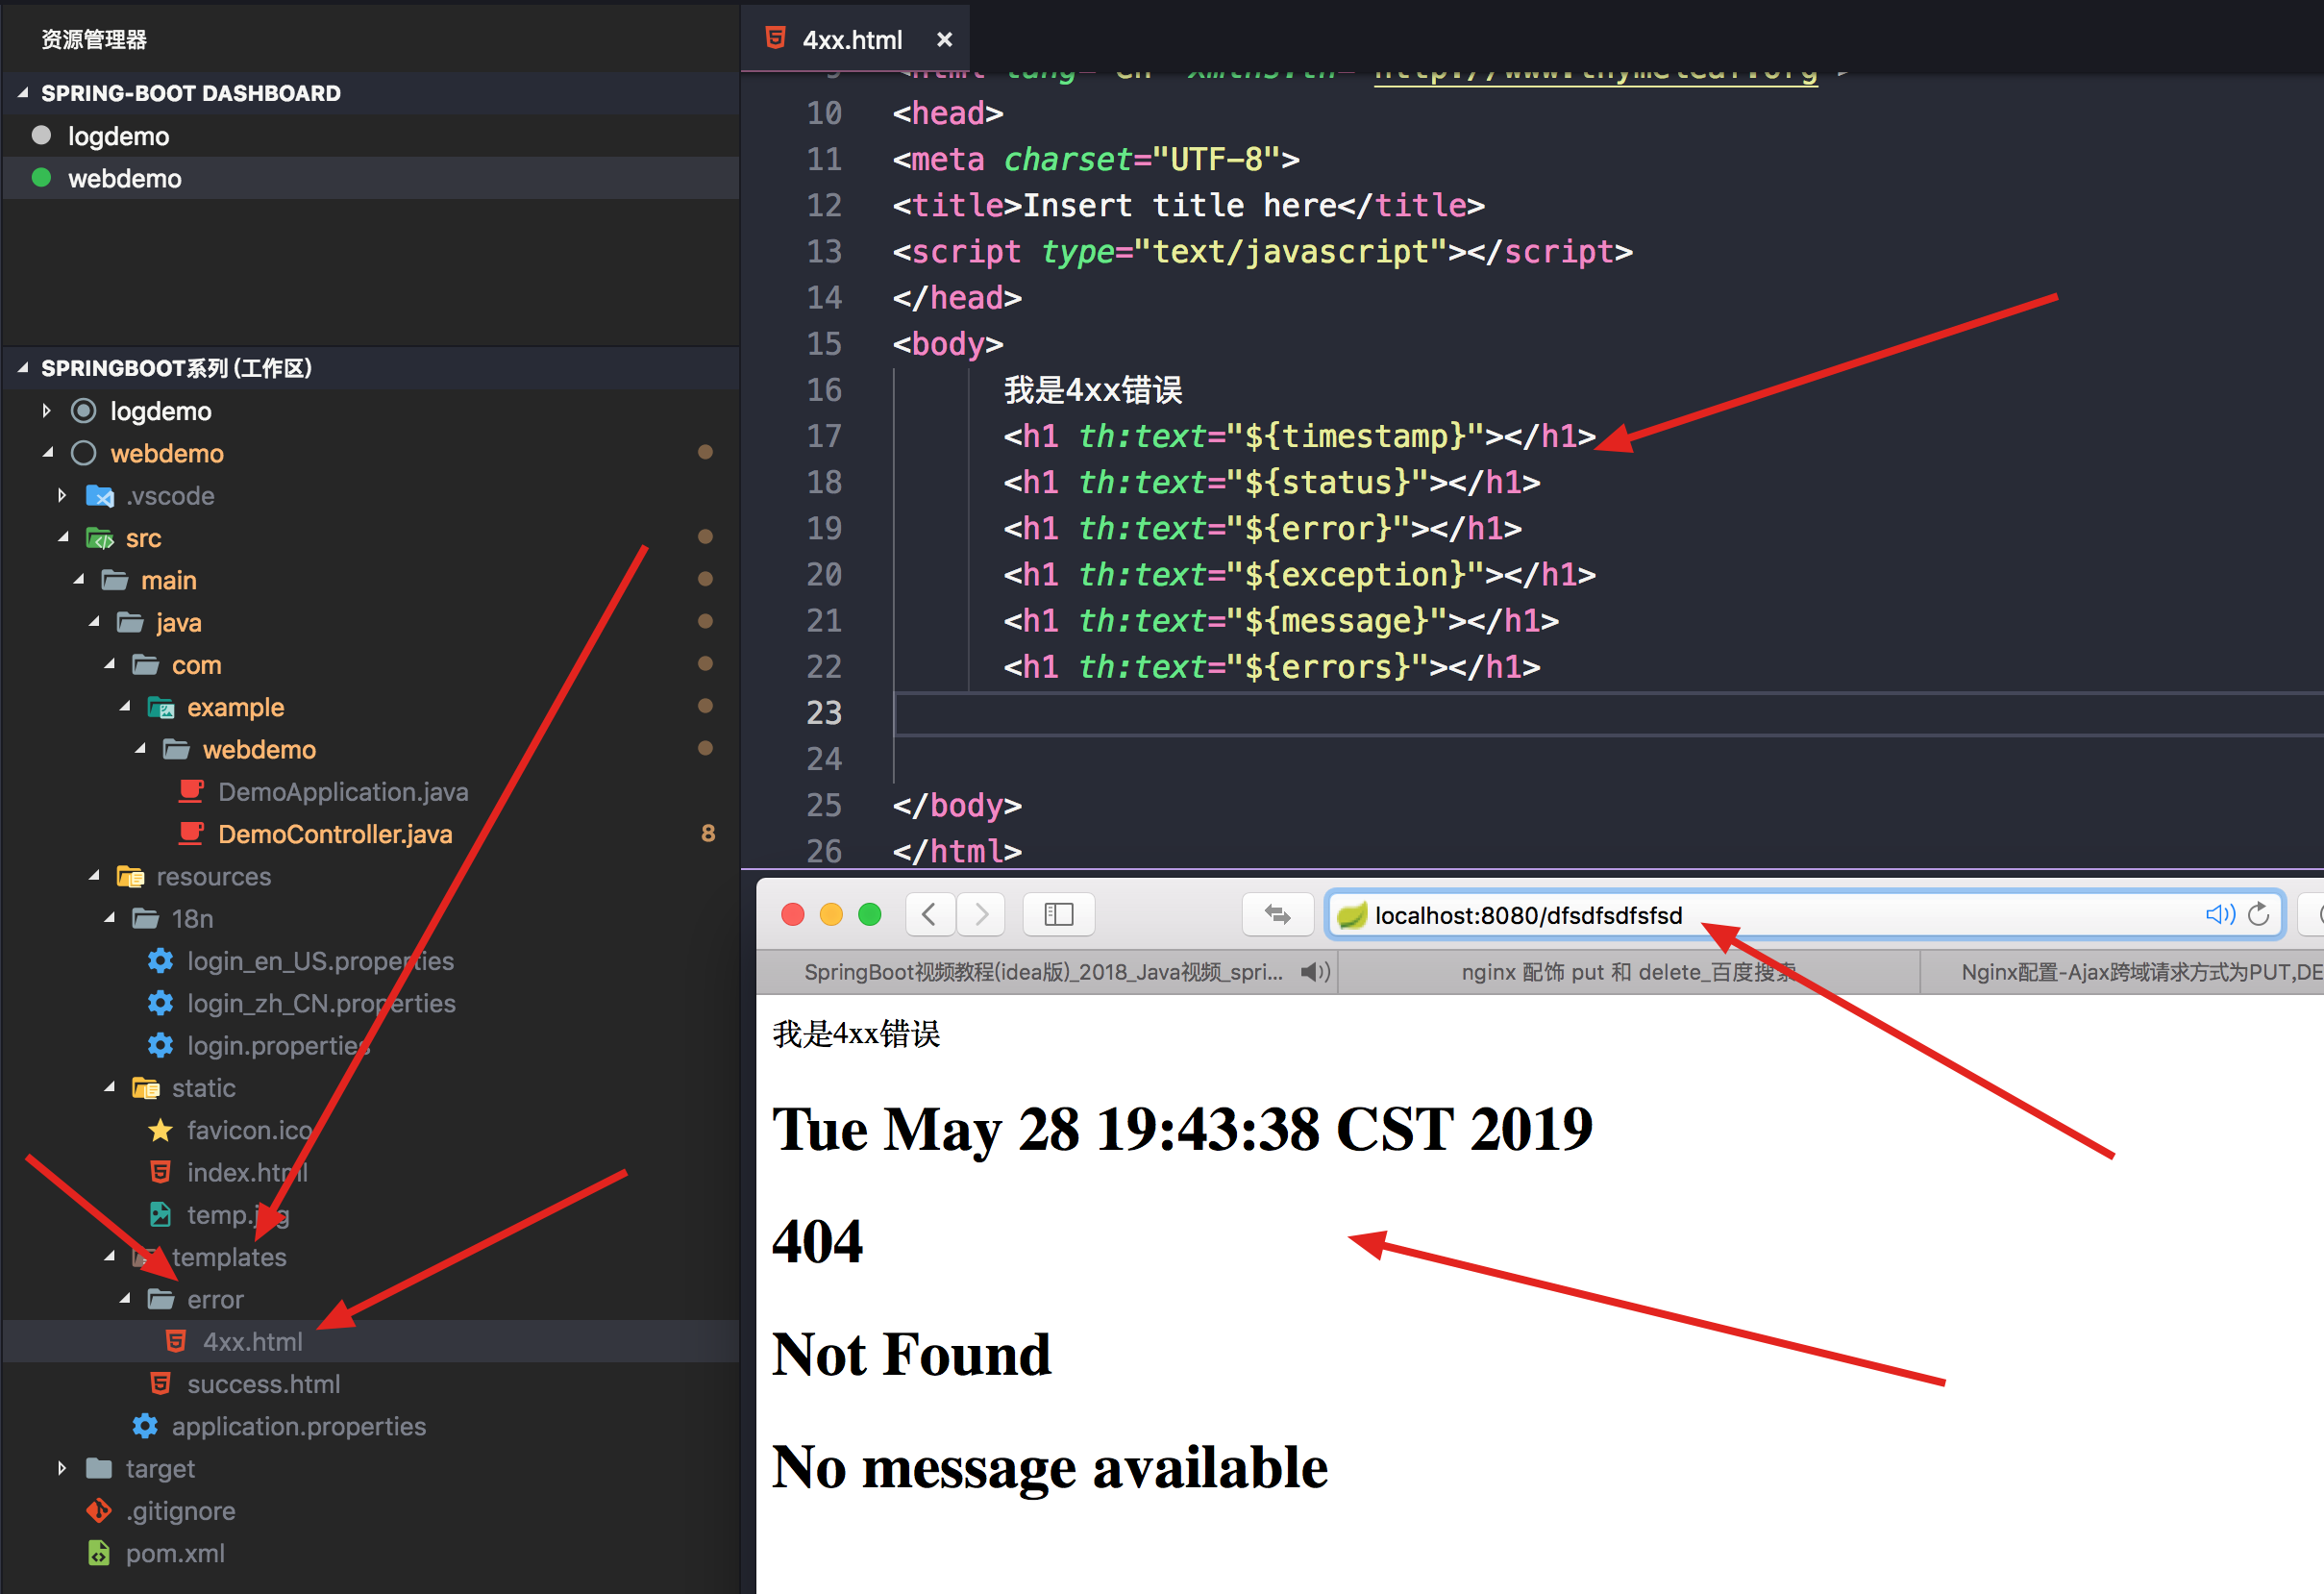 资源管理器
SPRING-BOOT DASHBOARD
logdemo
webdemo
SPRINGBOOT系列 (工作区)
logdemo
webdemo
.vscode
src
main
java
com
example
webdemo
DemoApplication.java
DemoController.java 8
resources
18n
login_en_US.properties
login_zh_CN.properties
login.properties
static
favicon.ico
index.html
templates
error
4xx.html
success.html
application.properties
target
.gitignore
pom.xml
4xx.html
9 <html lang="en" xmlns:th="http://www.thymeleaf.org">
10 <head>
11 <meta charset="UTF-8">
12 <title>Insert title here</title>
13 <script type="text/javascript"></script>
14 </head>
15 <body>
16 我是4xx错误
17 <h1 th:text="${timestamp}"></h1>
18 <h1 th:text="${status}"></h1>
19 <h1 th:text="${error}"></h1>
20 <h1 th:text="${exception}"></h1>
21 <h1 th:text="${message}"></h1>
22 <h1 th:text="${errors}"></h1>
23
24
25 </body>
26 </html>
localhost:8080/dfsdfsdfsfsd
SpringBoot视频教程(idea版)_2018_Java视频_spri...
nginx 配饰 put 和 delete_百度搜索
Nginx配置-Ajax跨域请求方式为PUT,DE
我是4xx错误
Tue May 28 19:43:38 CST 2019
404
Not Found
No message available